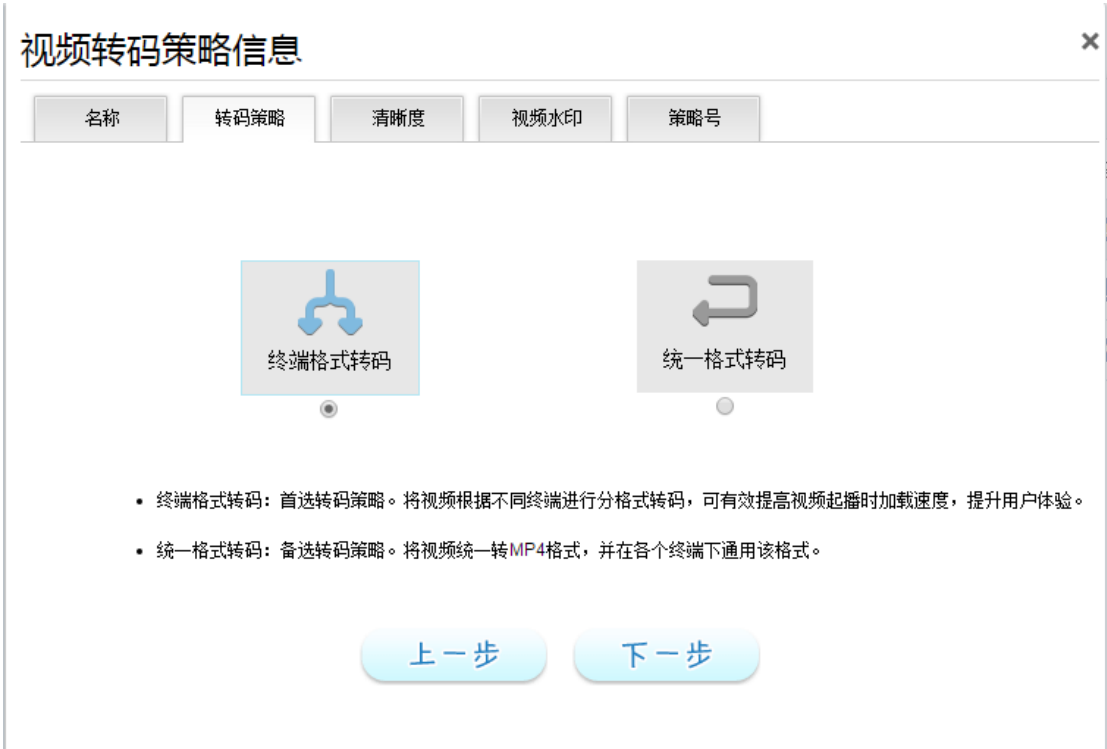 视频转码策略信息
名称
转码策略
清晰度
视频水印
策略号
终端格式转码
统一格式转码
终端格式转码：首选转码策略。将视频根据不同终端进行分格式转码，可有效提高视频起播时加载速度，提升用户体验。
统一格式转码：备选转码策略。将视频统一转MP4格式，并在各个终端下通用该格式。
上一步
下一步